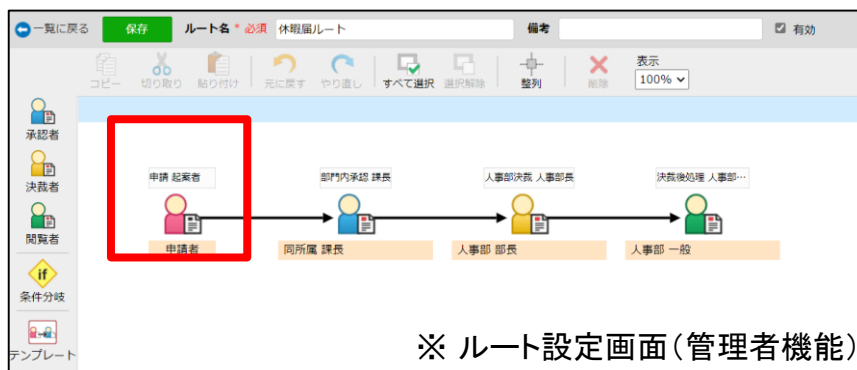 一覧に戻る 保存 ルート名 * 必須 休暇届ルート 備考 有効
コピー 切り取り 貼り付け 元に戻す やり直し すべて選択 選択解除 整列 削除 表示
100%
承認者
決裁者
閲覧者
if
条件分岐
テンプレート
申請 起案者 部門内承認 課長 人事部決裁 人事部長 決裁後処理 人事部…
申請者 同所属 課長 人事部 部長 人事部 一般
※ ルート設定画面（管理者機能）